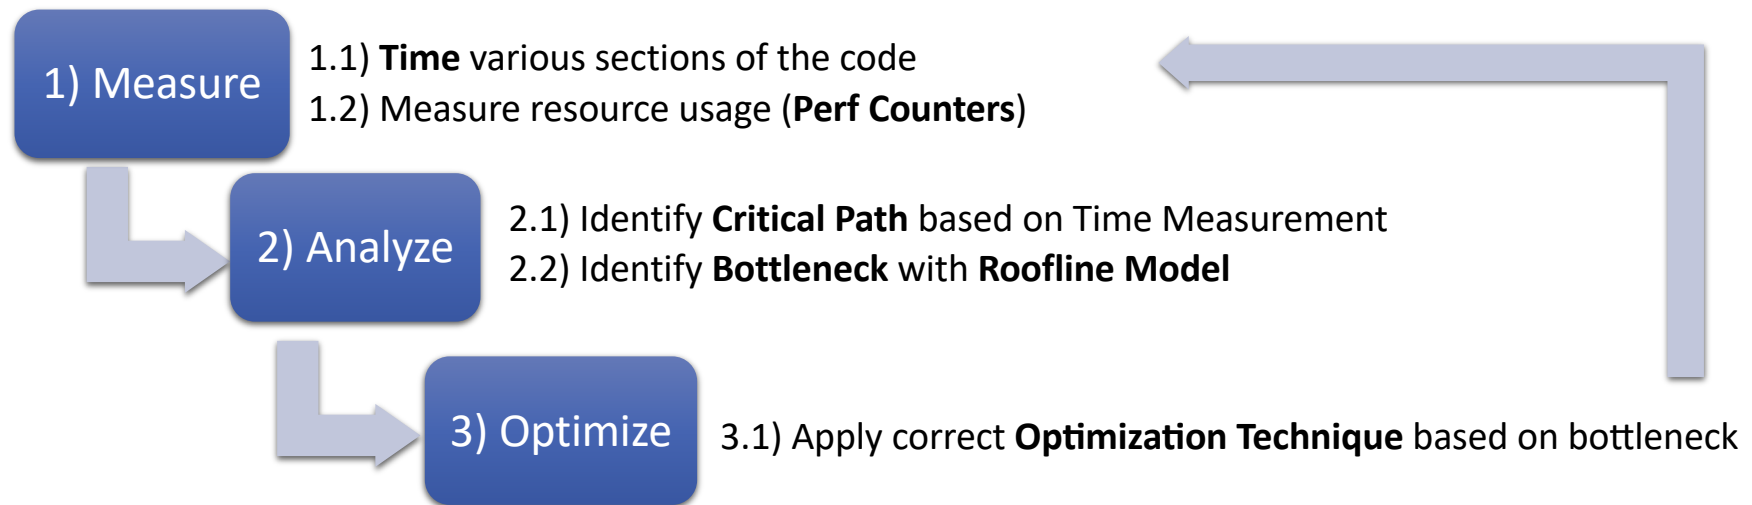 1) Measure
1.1) Time various sections of the code
1.2) Measure resource usage (Perf Counters)
2) Analyze
2.1) Identify Critical Path based on Time Measurement
2.2) Identify Bottleneck with Roofline Model
3) Optimize
3.1) Apply correct Optimization Technique based on bottleneck